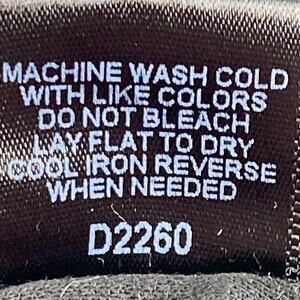 MACHINE WASH COLD
WITH LIKE COLORS
DO NOT BLEACH
LAY FLAT TO DRY
COOL IRON REVERSE
WHEN NEEDED
D2260